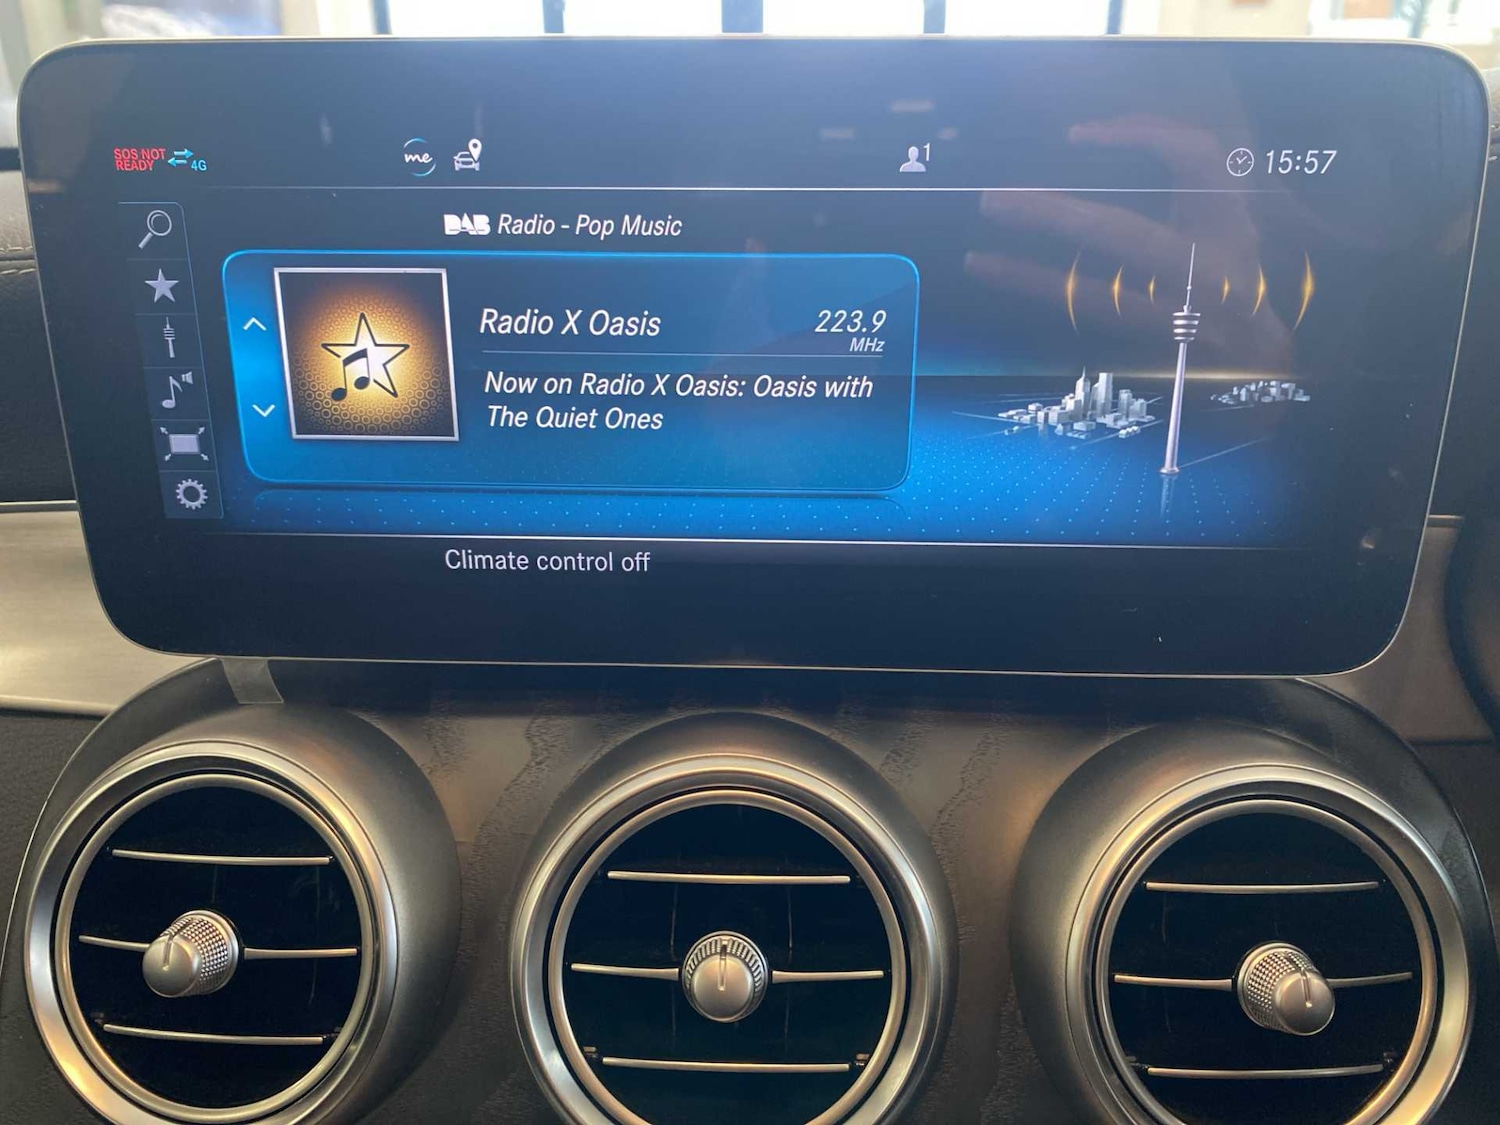 SOS NOT
READY
4G
me
1
15:57
DAB Radio - Pop Music
Radio X Oasis
223.9
MHz
Now on Radio X Oasis: Oasis with
The Quiet Ones
Climate control off